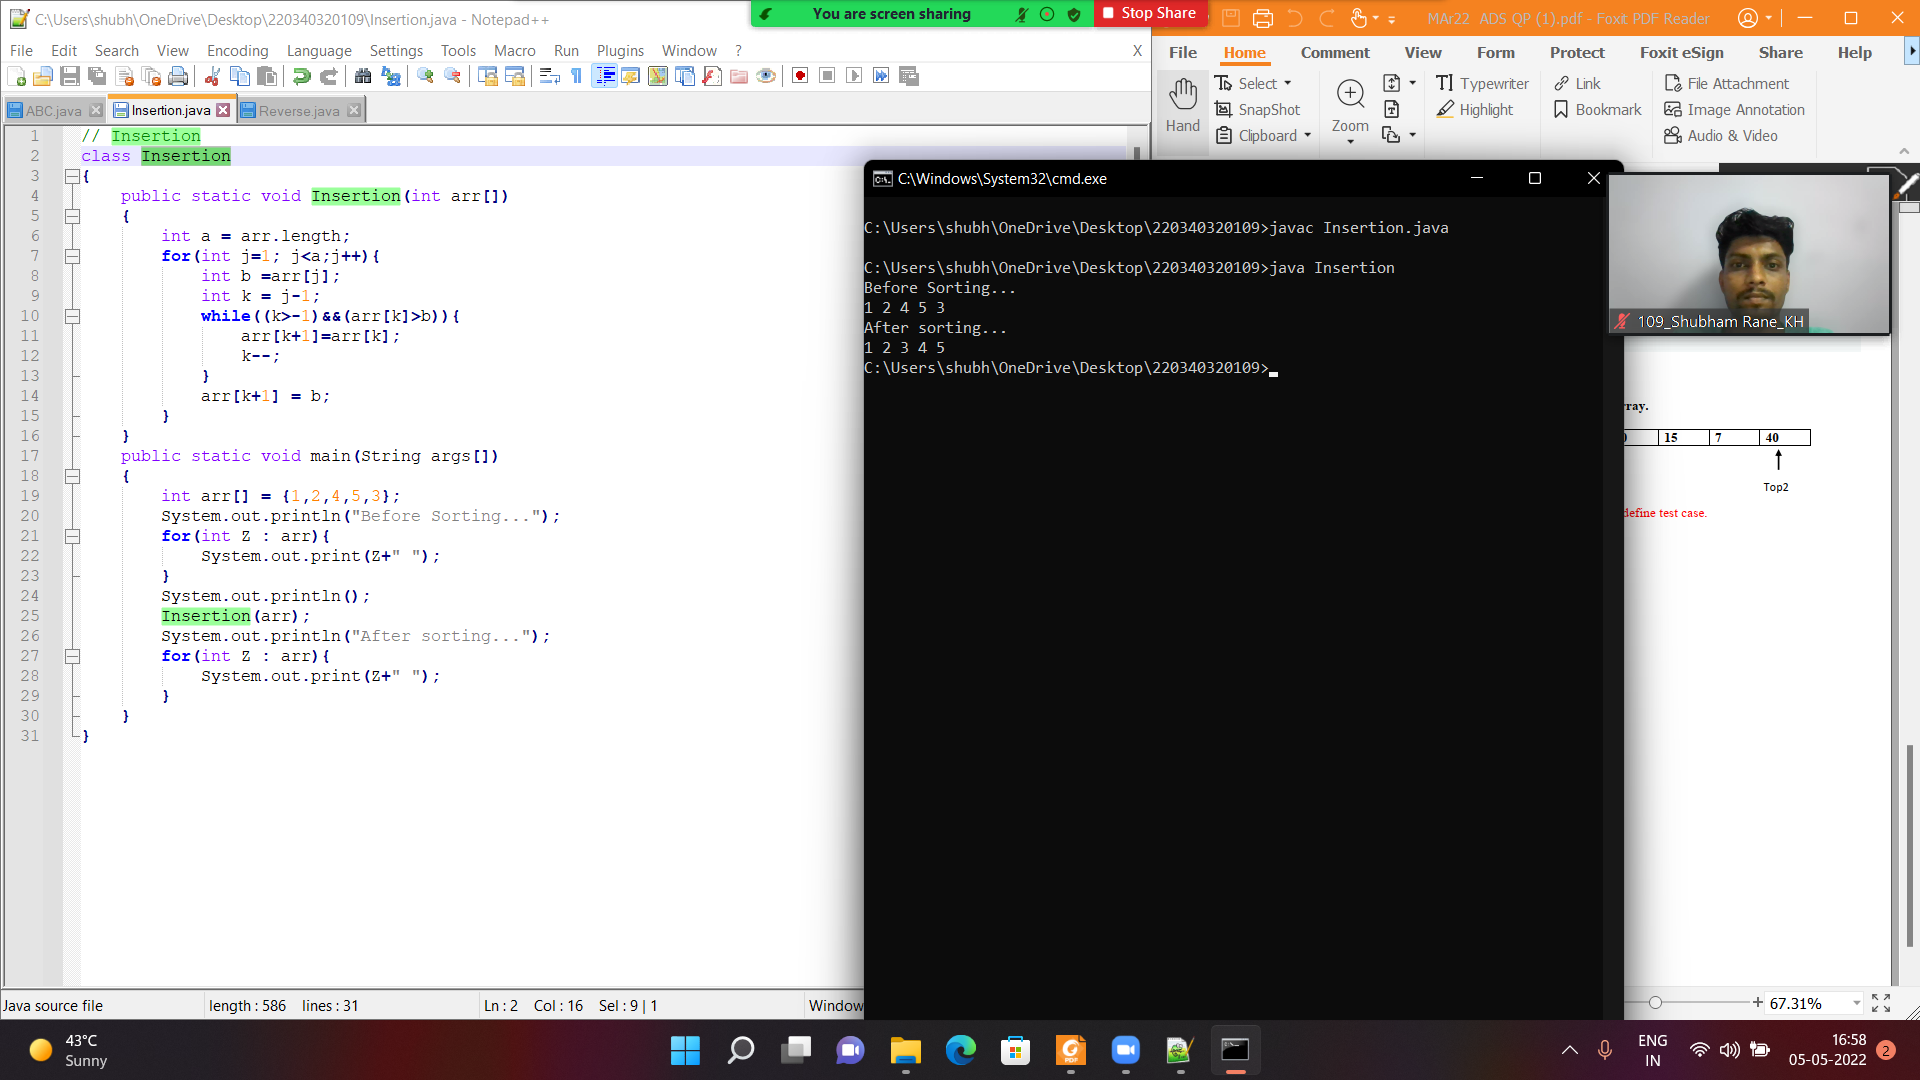 C:\Users\shubh\OneDrive\Desktop\220340320109\Insertion.java - Notepad++
You are screen sharing
Stop Share
MAr22 ADS QP (1).pdf - Foxit PDF Reader
File Edit Search View Encoding Language Settings Tools Macro Run Plugins Window ? X
File Home Comment View Form Protect Foxit eSign Share Help
Hand
Select
SnapShot
Clipboard
Zoom
Typewriter
Highlight
Link
Bookmark
File Attachment
Image Annotation
Audio & Video
ABC.java Insertion.java Reverse.java
1 // Insertion
2 class Insertion
3 {
4 public static void Insertion(int arr[])
5 {
6 int a = arr.length;
7 for(int j=1; j<a;j++){
8 int b =arr[j];
9 int k = j-1;
10 while((k>-1)&&(arr[k]>b)){
11 arr[k+1]=arr[k];
12 k--;
13 }
14 arr[k+1] = b;
15 }
16 }
17 public static void main(String args[])
18 {
19 int arr[] = {1,2,4,5,3};
20 System.out.println("Before Sorting...");
21 for(int Z : arr){
22 System.out.print(Z+" ");
23 }
24 System.out.println();
25 Insertion(arr);
26 System.out.println("After sorting...");
27 for(int Z : arr){
28 System.out.print(Z+" ");
29 }
30 }
31 }
C:\Windows\System32\cmd.exe
C:\Users\shubh\OneDrive\Desktop\220340320109>javac Insertion.java
C:\Users\shubh\OneDrive\Desktop\220340320109>java Insertion
Before Sorting...
1 2 4 5 3
After sorting...
1 2 3 4 5
C:\Users\shubh\OneDrive\Desktop\220340320109>
109_Shubham Rane_KH
rray.
15 7 40
Top2
define test case.
Java source file length : 586 lines : 31 Ln : 2 Col : 16 Sel : 9 | 1 Window
67.31%
43°C
Sunny
ENG
IN
16:58
05-05-2022
2